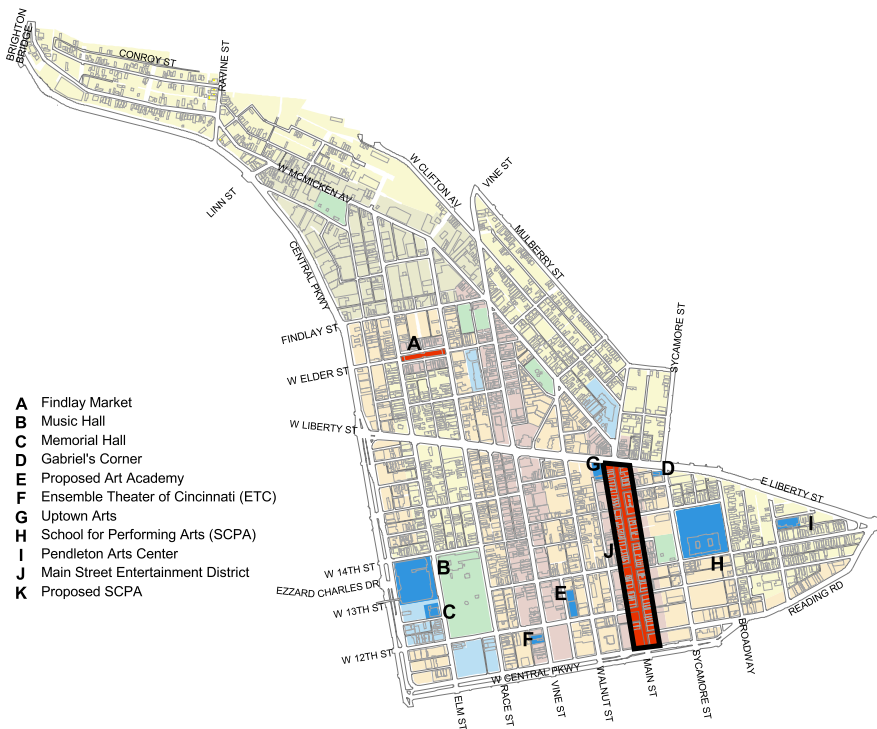 BRIGHTON
BRIDGE
CONROY ST
RAVINE ST
W CLIFTON AV
VINE ST
W MCMICKEN AV
LINN ST
MULBERRY ST
CENTRAL PKWY
FINDLAY ST
SYCAMORE ST
A
W ELDER ST
W LIBERTY ST
A Findlay Market
B Music Hall
C Memorial Hall
D Gabriel's Corner
E Proposed Art Academy
F Ensemble Theater of Cincinnati (ETC)
G Uptown Arts
H School for Performing Arts (SCPA)
I Pendleton Arts Center
J Main Street Entertainment District
K Proposed SCPA
G
D
E LIBERTY ST
I
J
H
W 14TH ST
B
EZZARD CHARLES DR
E
W 13TH ST
C
READING RD
F
W 12TH ST
W CENTRAL PKWY
ELM ST
RACE ST
VINE ST
WALNUT ST
MAIN ST
SYCAMORE ST
BROADWAY